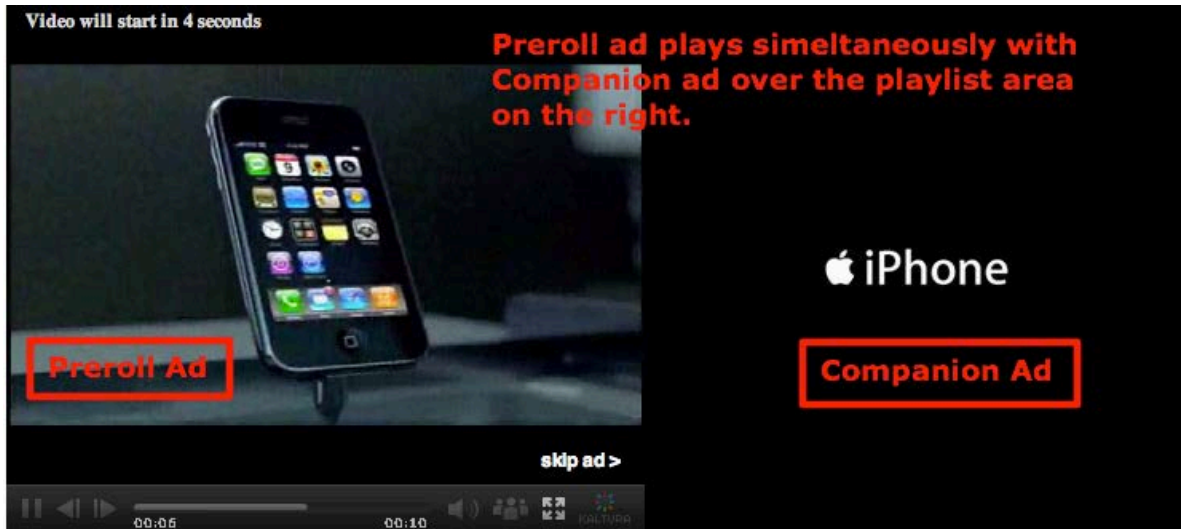 Video will start in 4 seconds
Preroll ad plays simeltaneously with
Companion ad over the playlist area
on the right.
iPhone
Preroll Ad
Companion Ad
skip ad >
00:06
00:10
KALTURA